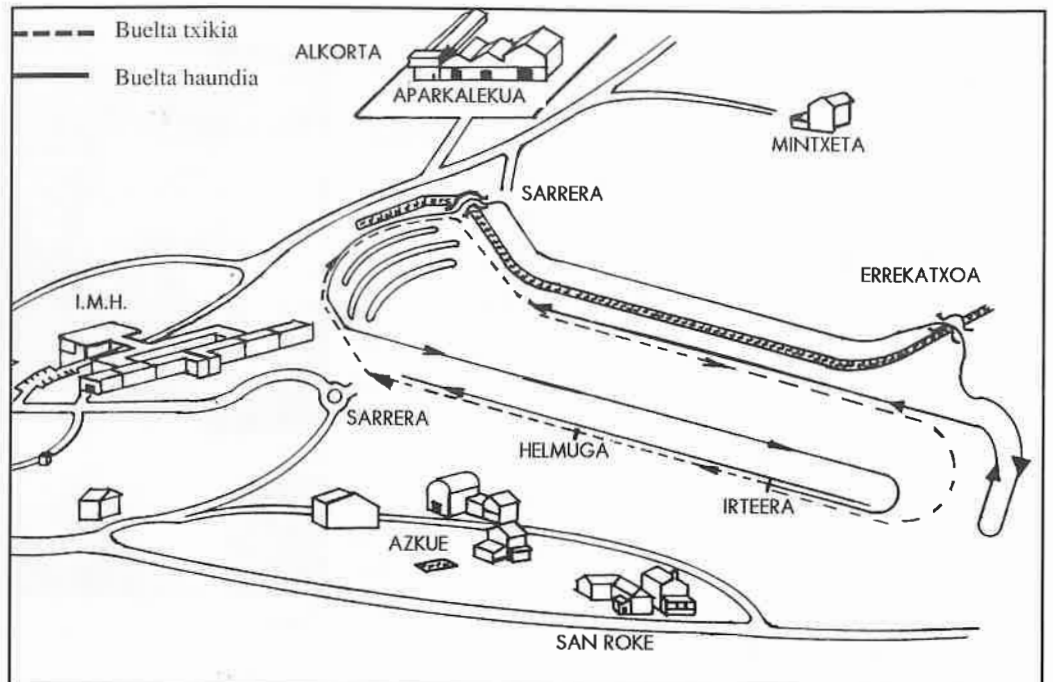 Buelta txikia
Buelta haundia
ALKORTA
APARKALEKUA
MINTXETA
SARRERA
ERREKATXOA
I.M.H.
SARRERA
HELMUGA
IRTEERA
AZKUE
SAN ROKE